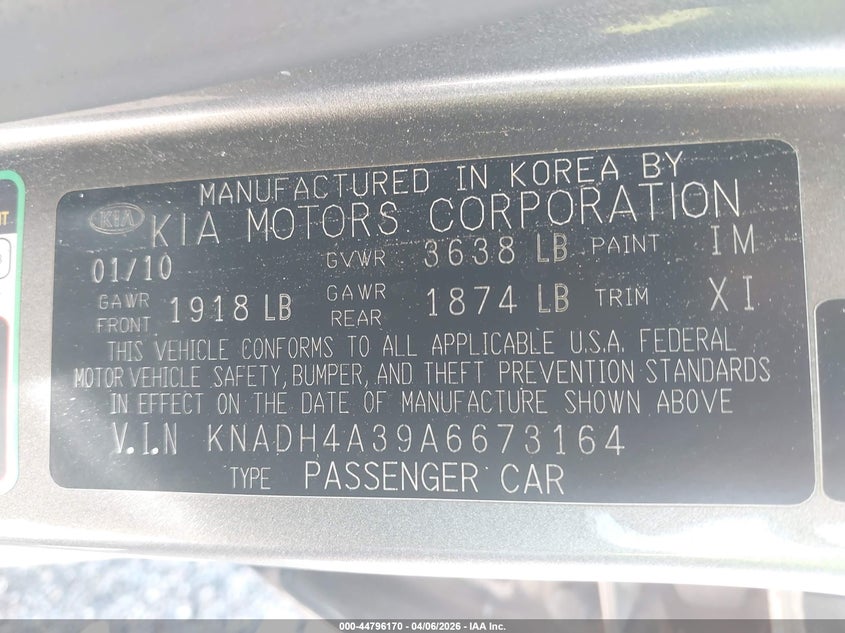 MANUFACTURED IN KOREA BY
KIA KIA MOTORS CORPORATION
01/10 GVWR 3638 LB PAINT IM
GAWR FRONT 1918 LB GAWR REAR 1874 LB TRIM XI
THIS VEHICLE CONFORMS TO ALL APPLICABLE U.S.A. FEDERAL
MOTOR VEHICLE SAFETY, BUMPER, AND THEFT PREVENTION STANDARDS
IN EFFECT ON THE DATE OF MANUFACTURE SHOWN ABOVE
V.I.N KNADH4A39A6673164
TYPE PASSENGER CAR
000-44796170 - 04/06/2026 - IAA Inc.